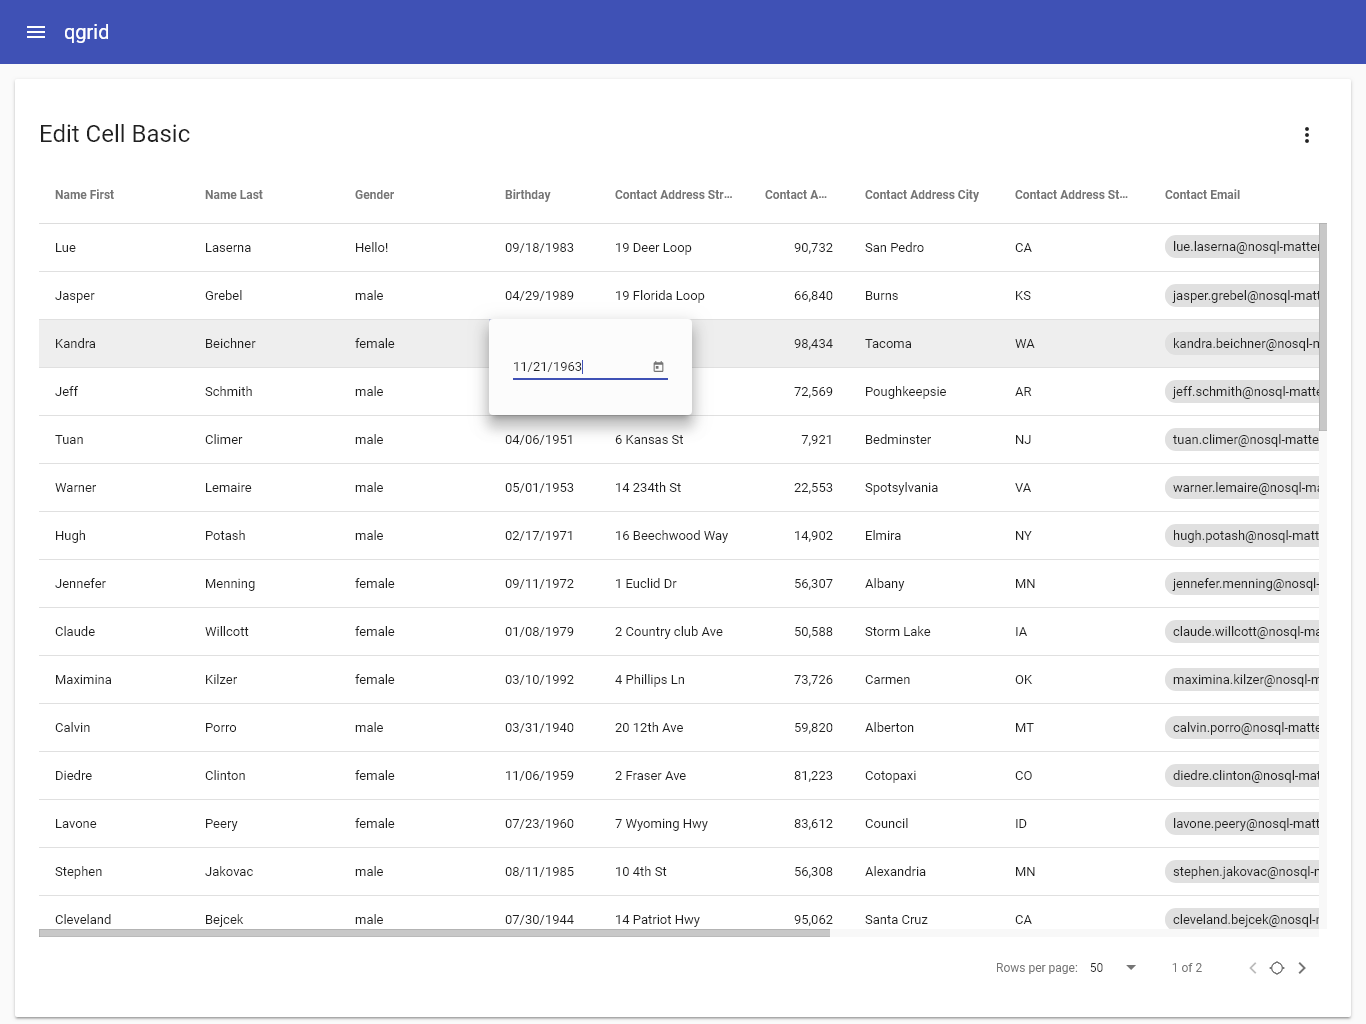 qgrid
Edit Cell Basic
Name First Name Last Gender Birthday Contact Address Str... Contact A... Contact Address City Contact Address St... Contact Email
Lue Laserna Hello! 09/18/1983 19 Deer Loop 90,732 San Pedro CA lue.laserna@nosql-matter
Jasper Grebel male 04/29/1989 19 Florida Loop 66,840 Burns KS jasper.grebel@nosql-matt
Kandra Beichner female 98,434 Tacoma WA kandra.beichner@nosql-m
11/21/1963
Jeff Schmith male 72,569 Poughkeepsie AR jeff.schmith@nosql-matte
Tuan Climer male 04/06/1951 6 Kansas St 7,921 Bedminster NJ tuan.climer@nosql-matte
Warner Lemaire male 05/01/1953 14 234th St 22,553 Spotsylvania VA warner.lemaire@nosql-ma
Hugh Potash male 02/17/1971 16 Beechwood Way 14,902 Elmira NY hugh.potash@nosql-matt
Jennefer Menning female 09/11/1972 1 Euclid Dr 56,307 Albany MN jennefer.menning@nosql-
Claude Willcott female 01/08/1979 2 Country club Ave 50,588 Storm Lake IA claude.willcott@nosql-ma
Maximina Kilzer female 03/10/1992 4 Phillips Ln 73,726 Carmen OK maximina.kilzer@nosql-m
Calvin Porro male 03/31/1940 20 12th Ave 59,820 Alberton MT calvin.porro@nosql-matte
Diedre Clinton female 11/06/1959 2 Fraser Ave 81,223 Cotopaxi CO diedre.clinton@nosql-mat
Lavone Peery female 07/23/1960 7 Wyoming Hwy 83,612 Council ID lavone.peery@nosql-matt
Stephen Jakovac male 08/11/1985 10 4th St 56,308 Alexandria MN stephen.jakovac@nosql-m
Cleveland Bejcek male 07/30/1944 14 Patriot Hwy 95,062 Santa Cruz CA cleveland.bejcek@nosql-r
Rows per page: 50 1 of 2